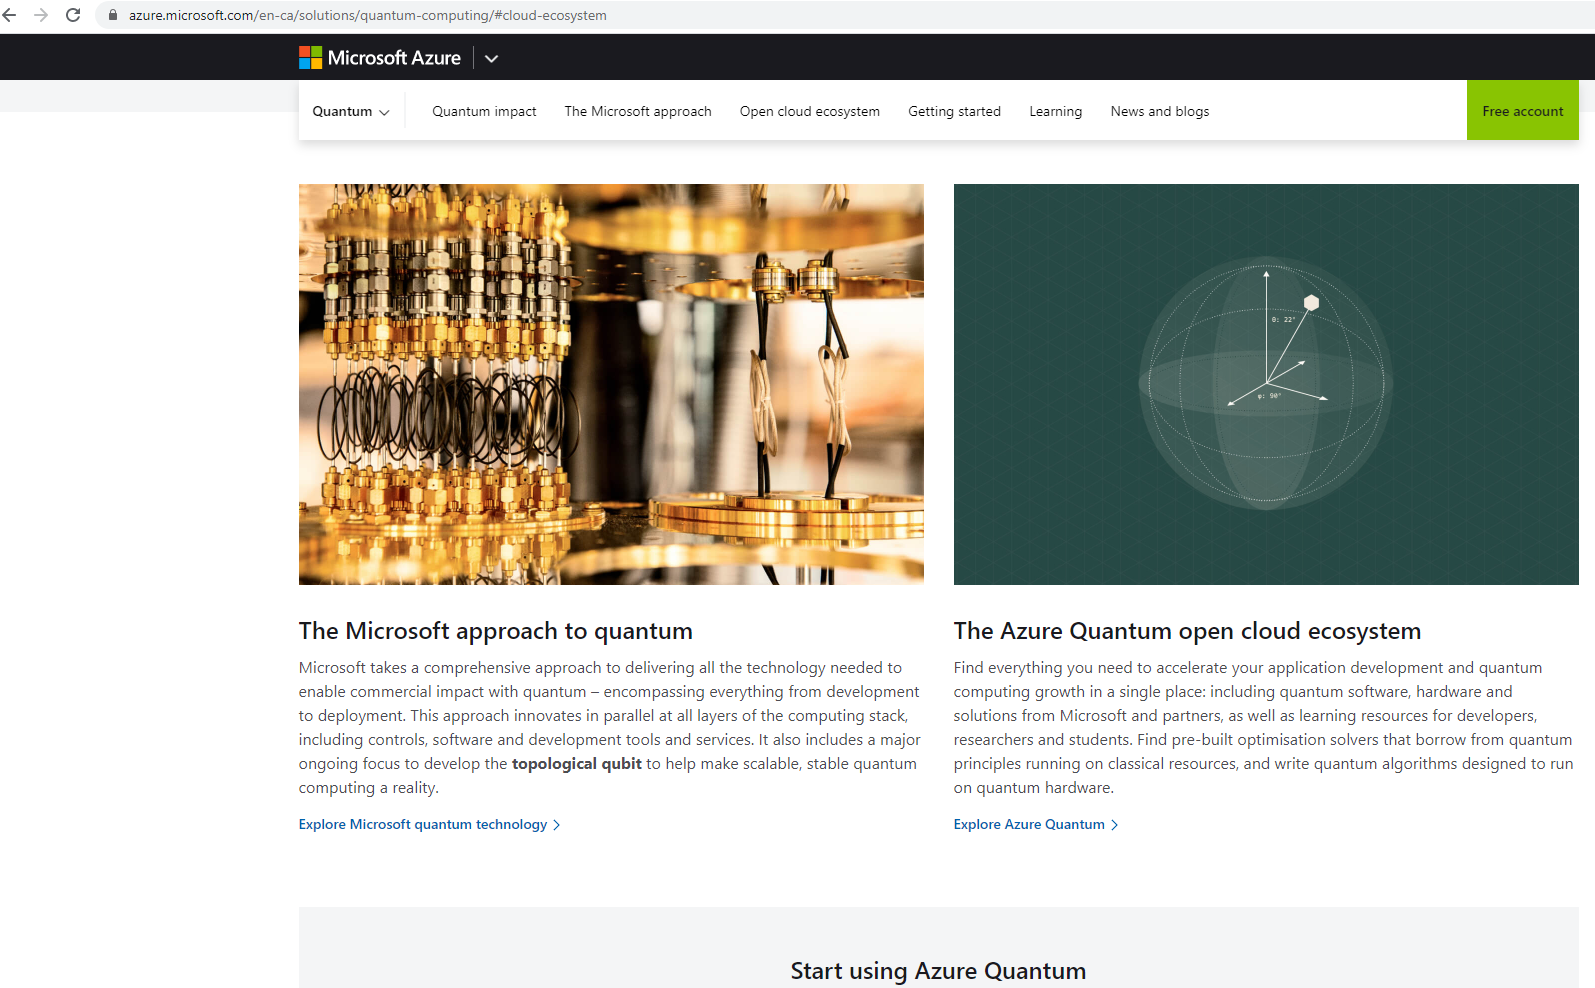 azure.microsoft.com/en-ca/solutions/quantum-computing/#cloud-ecosystem
Microsoft Azure
Quantum
Quantum impact
The Microsoft approach
Open cloud ecosystem
Getting started
Learning
News and blogs
Free account
θ: 22°
φ: 90°
The Microsoft approach to quantum
Microsoft takes a comprehensive approach to delivering all the technology needed to
enable commercial impact with quantum – encompassing everything from development
to deployment. This approach innovates in parallel at all layers of the computing stack,
including controls, software and development tools and services. It also includes a major
ongoing focus to develop the topological qubit to help make scalable, stable quantum
computing a reality.
Explore Microsoft quantum technology
The Azure Quantum open cloud ecosystem
Find everything you need to accelerate your application development and quantum
computing growth in a single place: including quantum software, hardware and
solutions from Microsoft and partners, as well as learning resources for developers,
researchers and students. Find pre-built optimisation solvers that borrow from quantum
principles running on classical resources, and write quantum algorithms designed to run
on quantum hardware.
Explore Azure Quantum
Start using Azure Quantum